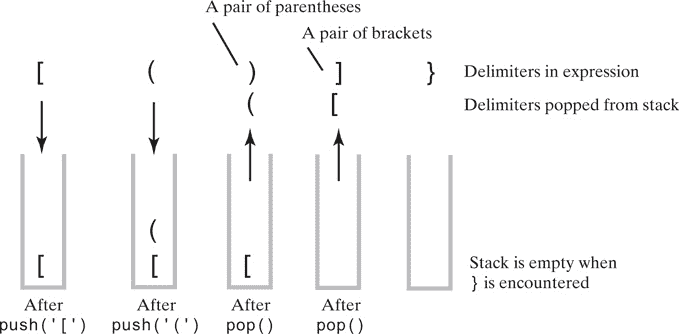 A pair of parentheses
A pair of brackets
[ ( ) ] } Delimiters in expression
( [ Delimiters popped from stack
(
[ [ [ Stack is empty when
} is encountered
After After After After
push('[') push('(') pop() pop()